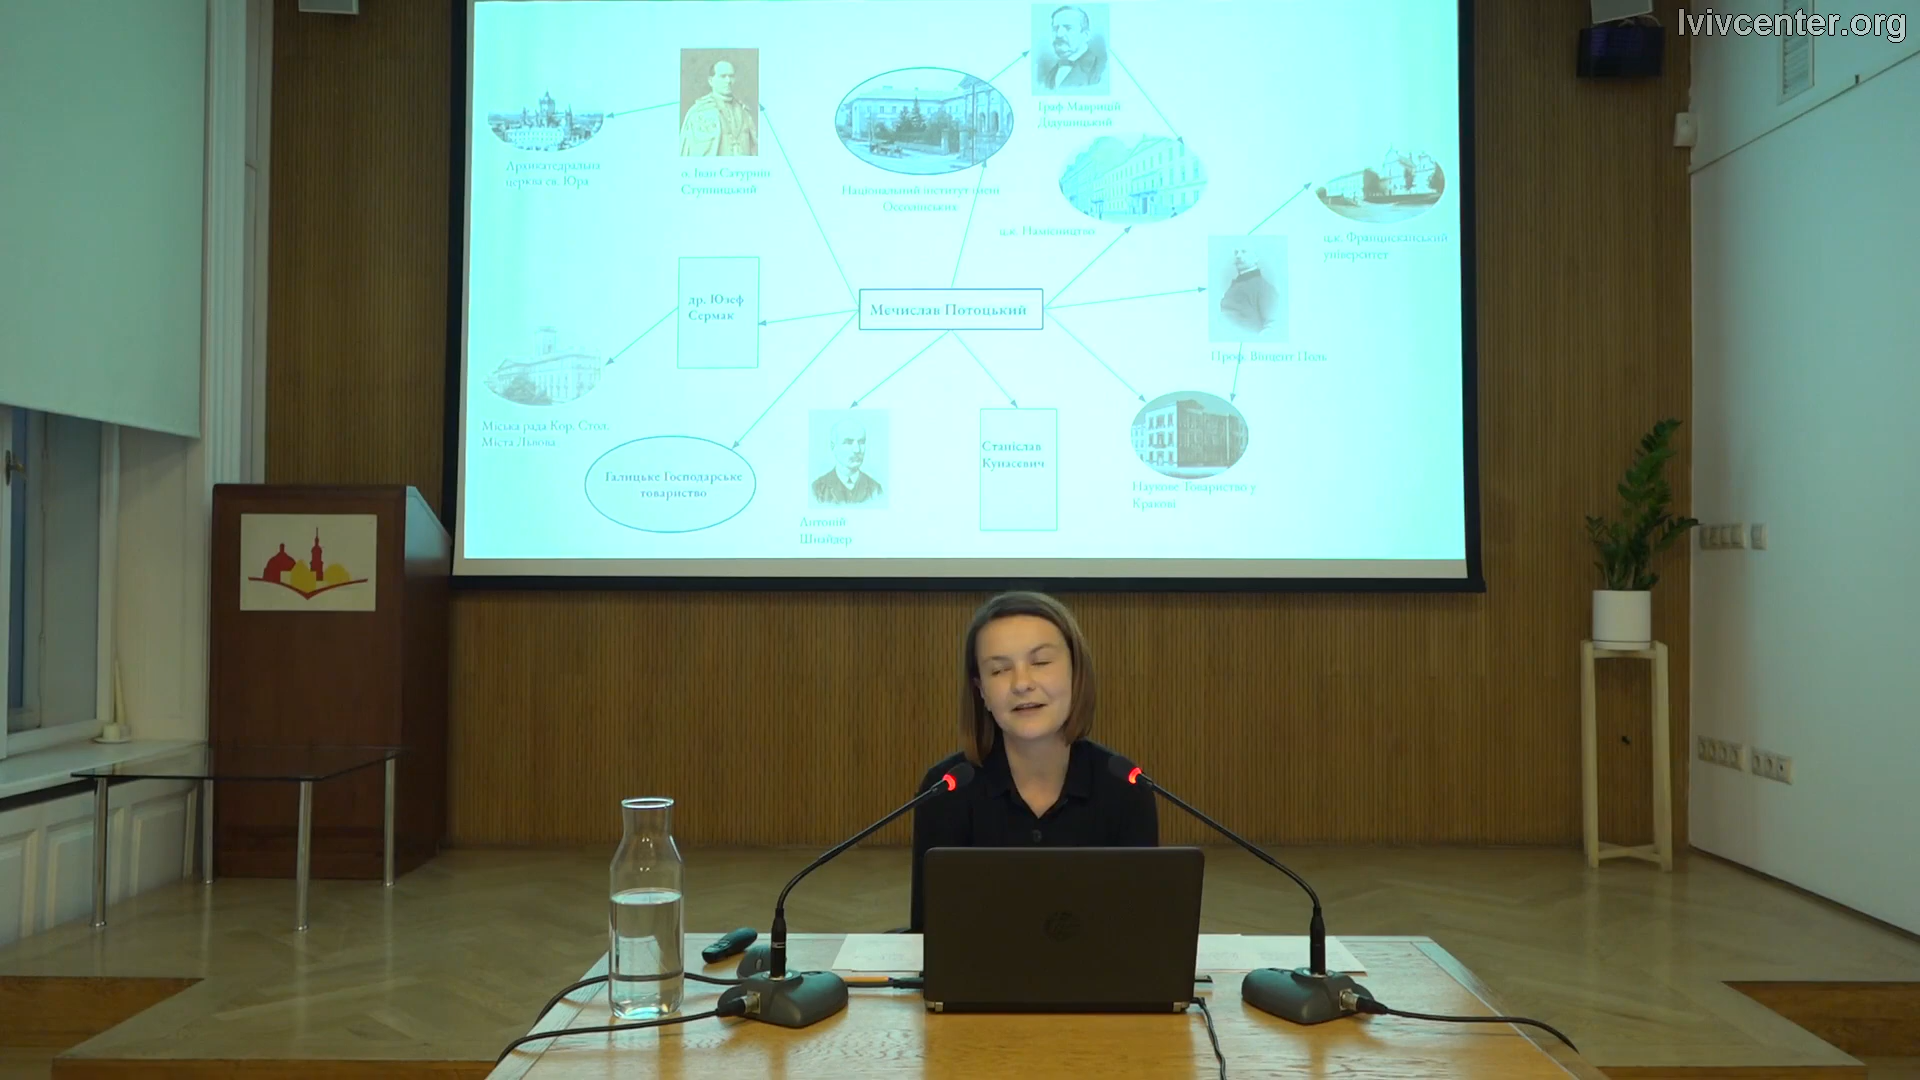 lvivcenter.org
Граф Маврицій
Дідушицький
Архикатедральна
церква св. Юра
о. Іван Сатурнин
Ступницький
Національний інститут імені
Оссолінських
ц.к. Намісництво
ц.к. Францисканський
університет
др. Юзеф
Сермак
Мечислав Потоцький
Проф. Вінцент Поль
Міська рада Кор. Стол.
Міста Львова
Галицьке Господарське
товариство
Антоній
Шнайдер
Станіслав
Кунасевич
Наукове Товариство у
Кракові